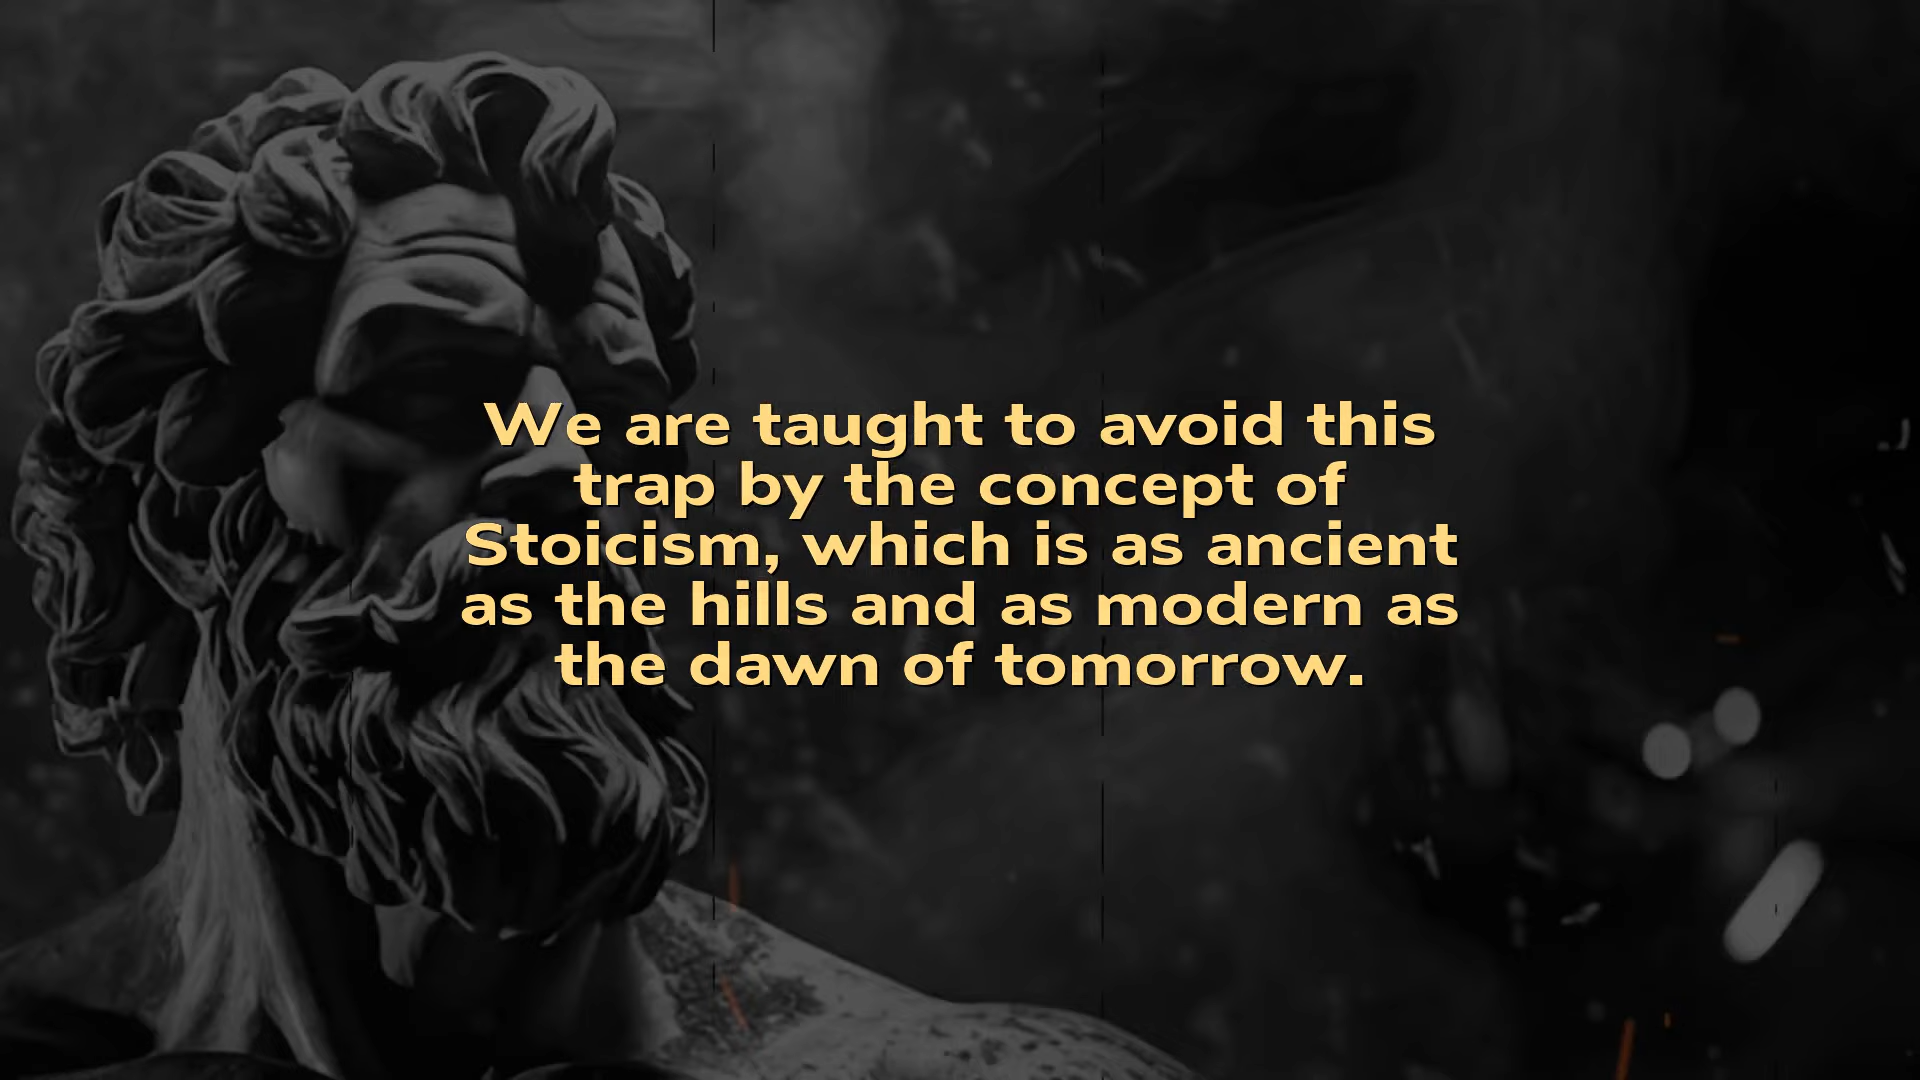 We are taught to avoid this
trap by the concept of
Stoicism, which is as ancient
as the hills and as modern as
the dawn of tomorrow.